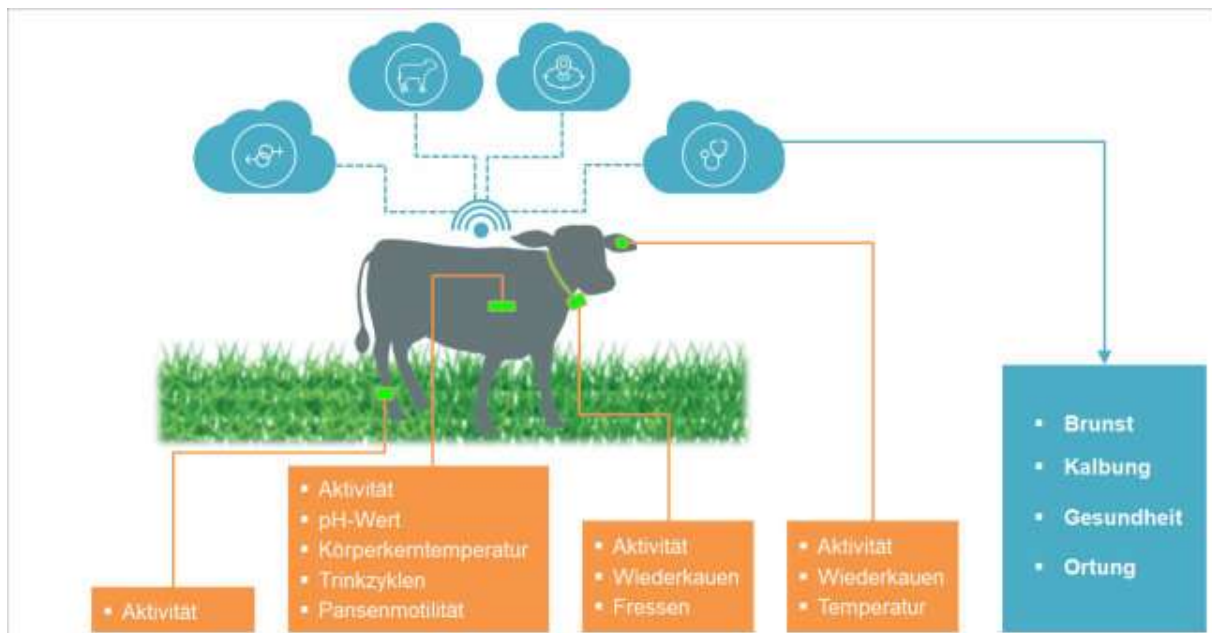 Aktivität
Aktivität
pH-Wert
Körperkerntemperatur
Trinkzyklen
Pansenmotilität
Aktivität
Wiederkauen
Fressen
Aktivität
Wiederkauen
Temperatur
Brunst
Kalbung
Gesundheit
Ortung